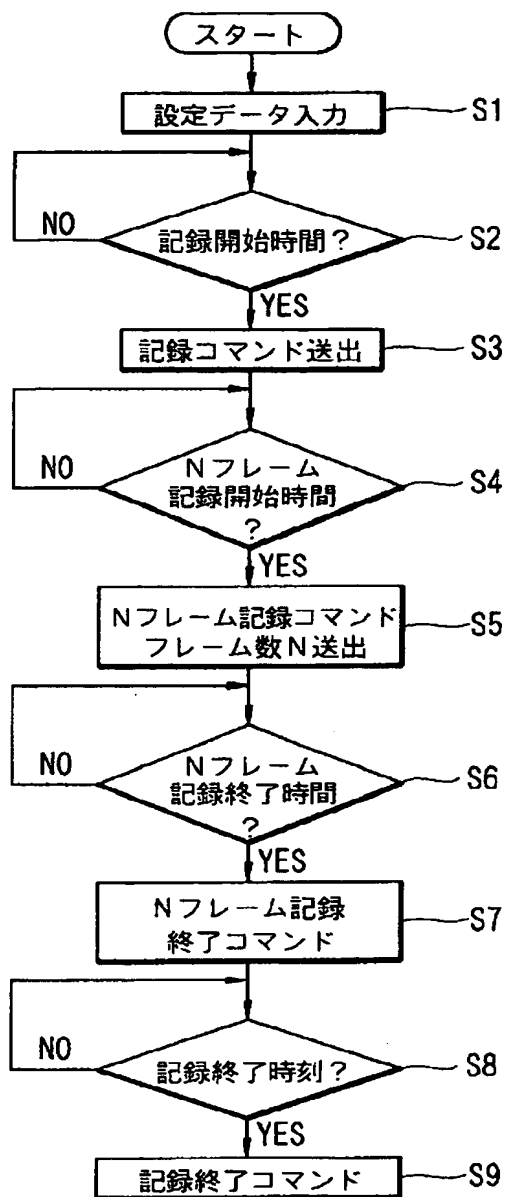 スタート
設定データ入力
S1
NO
記録開始時間?
S2
YES
記録コマンド送出
S3
NO
Nフレーム
記録開始時間
?
S4
YES
Nフレーム記録コマンド
フレーム数N送出
S5
NO
Nフレーム
記録終了時間
?
S6
YES
Nフレーム記録
終了コマンド
S7
NO
記録終了時刻?
S8
YES
記録終了コマンド
S9